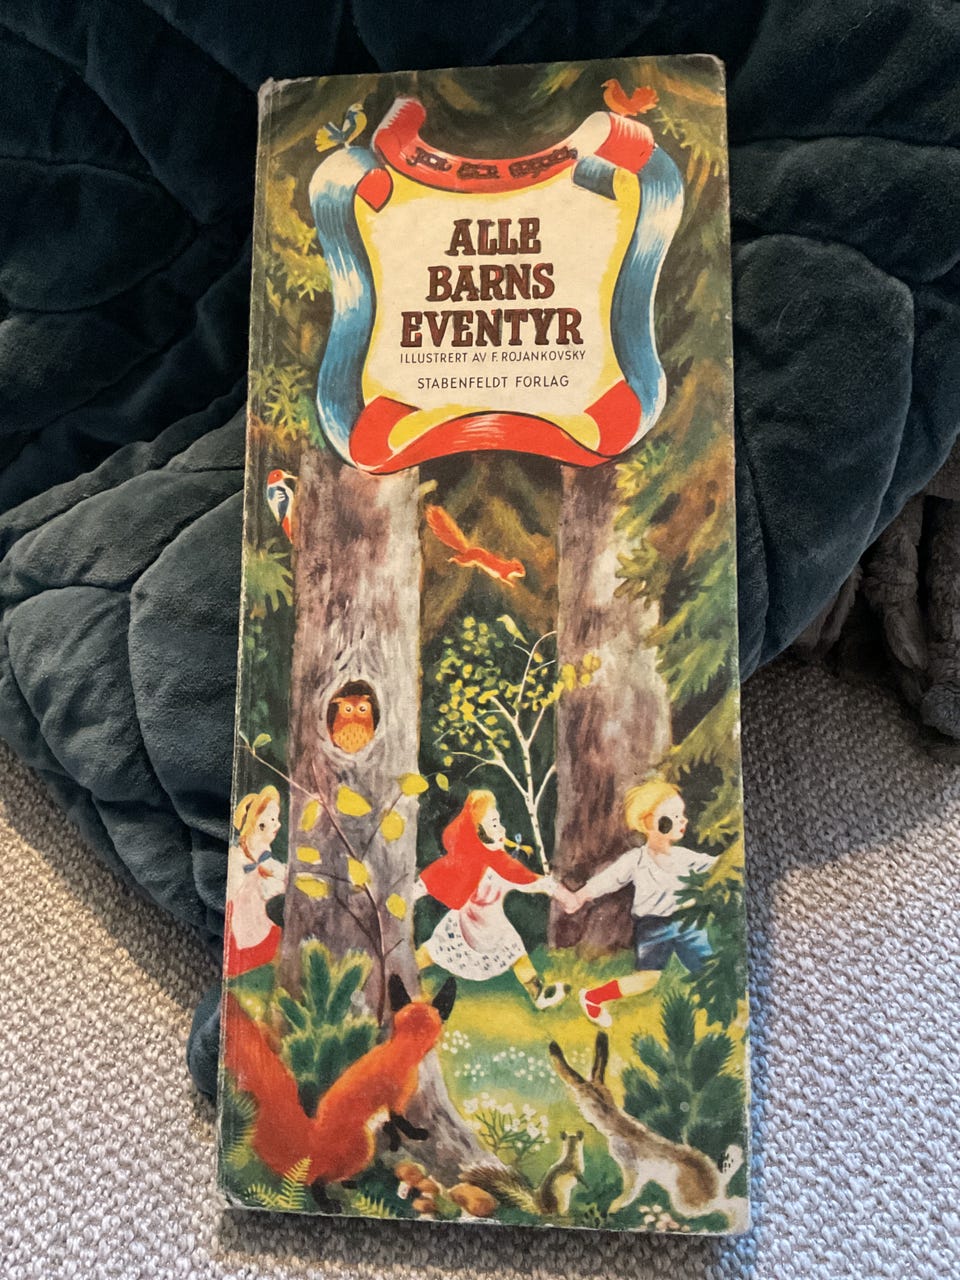 ALLE
BARNS
EVENTYR
ILLUSTRERT AV F. ROJANKOVSKY
STABENFELDT FORLAG